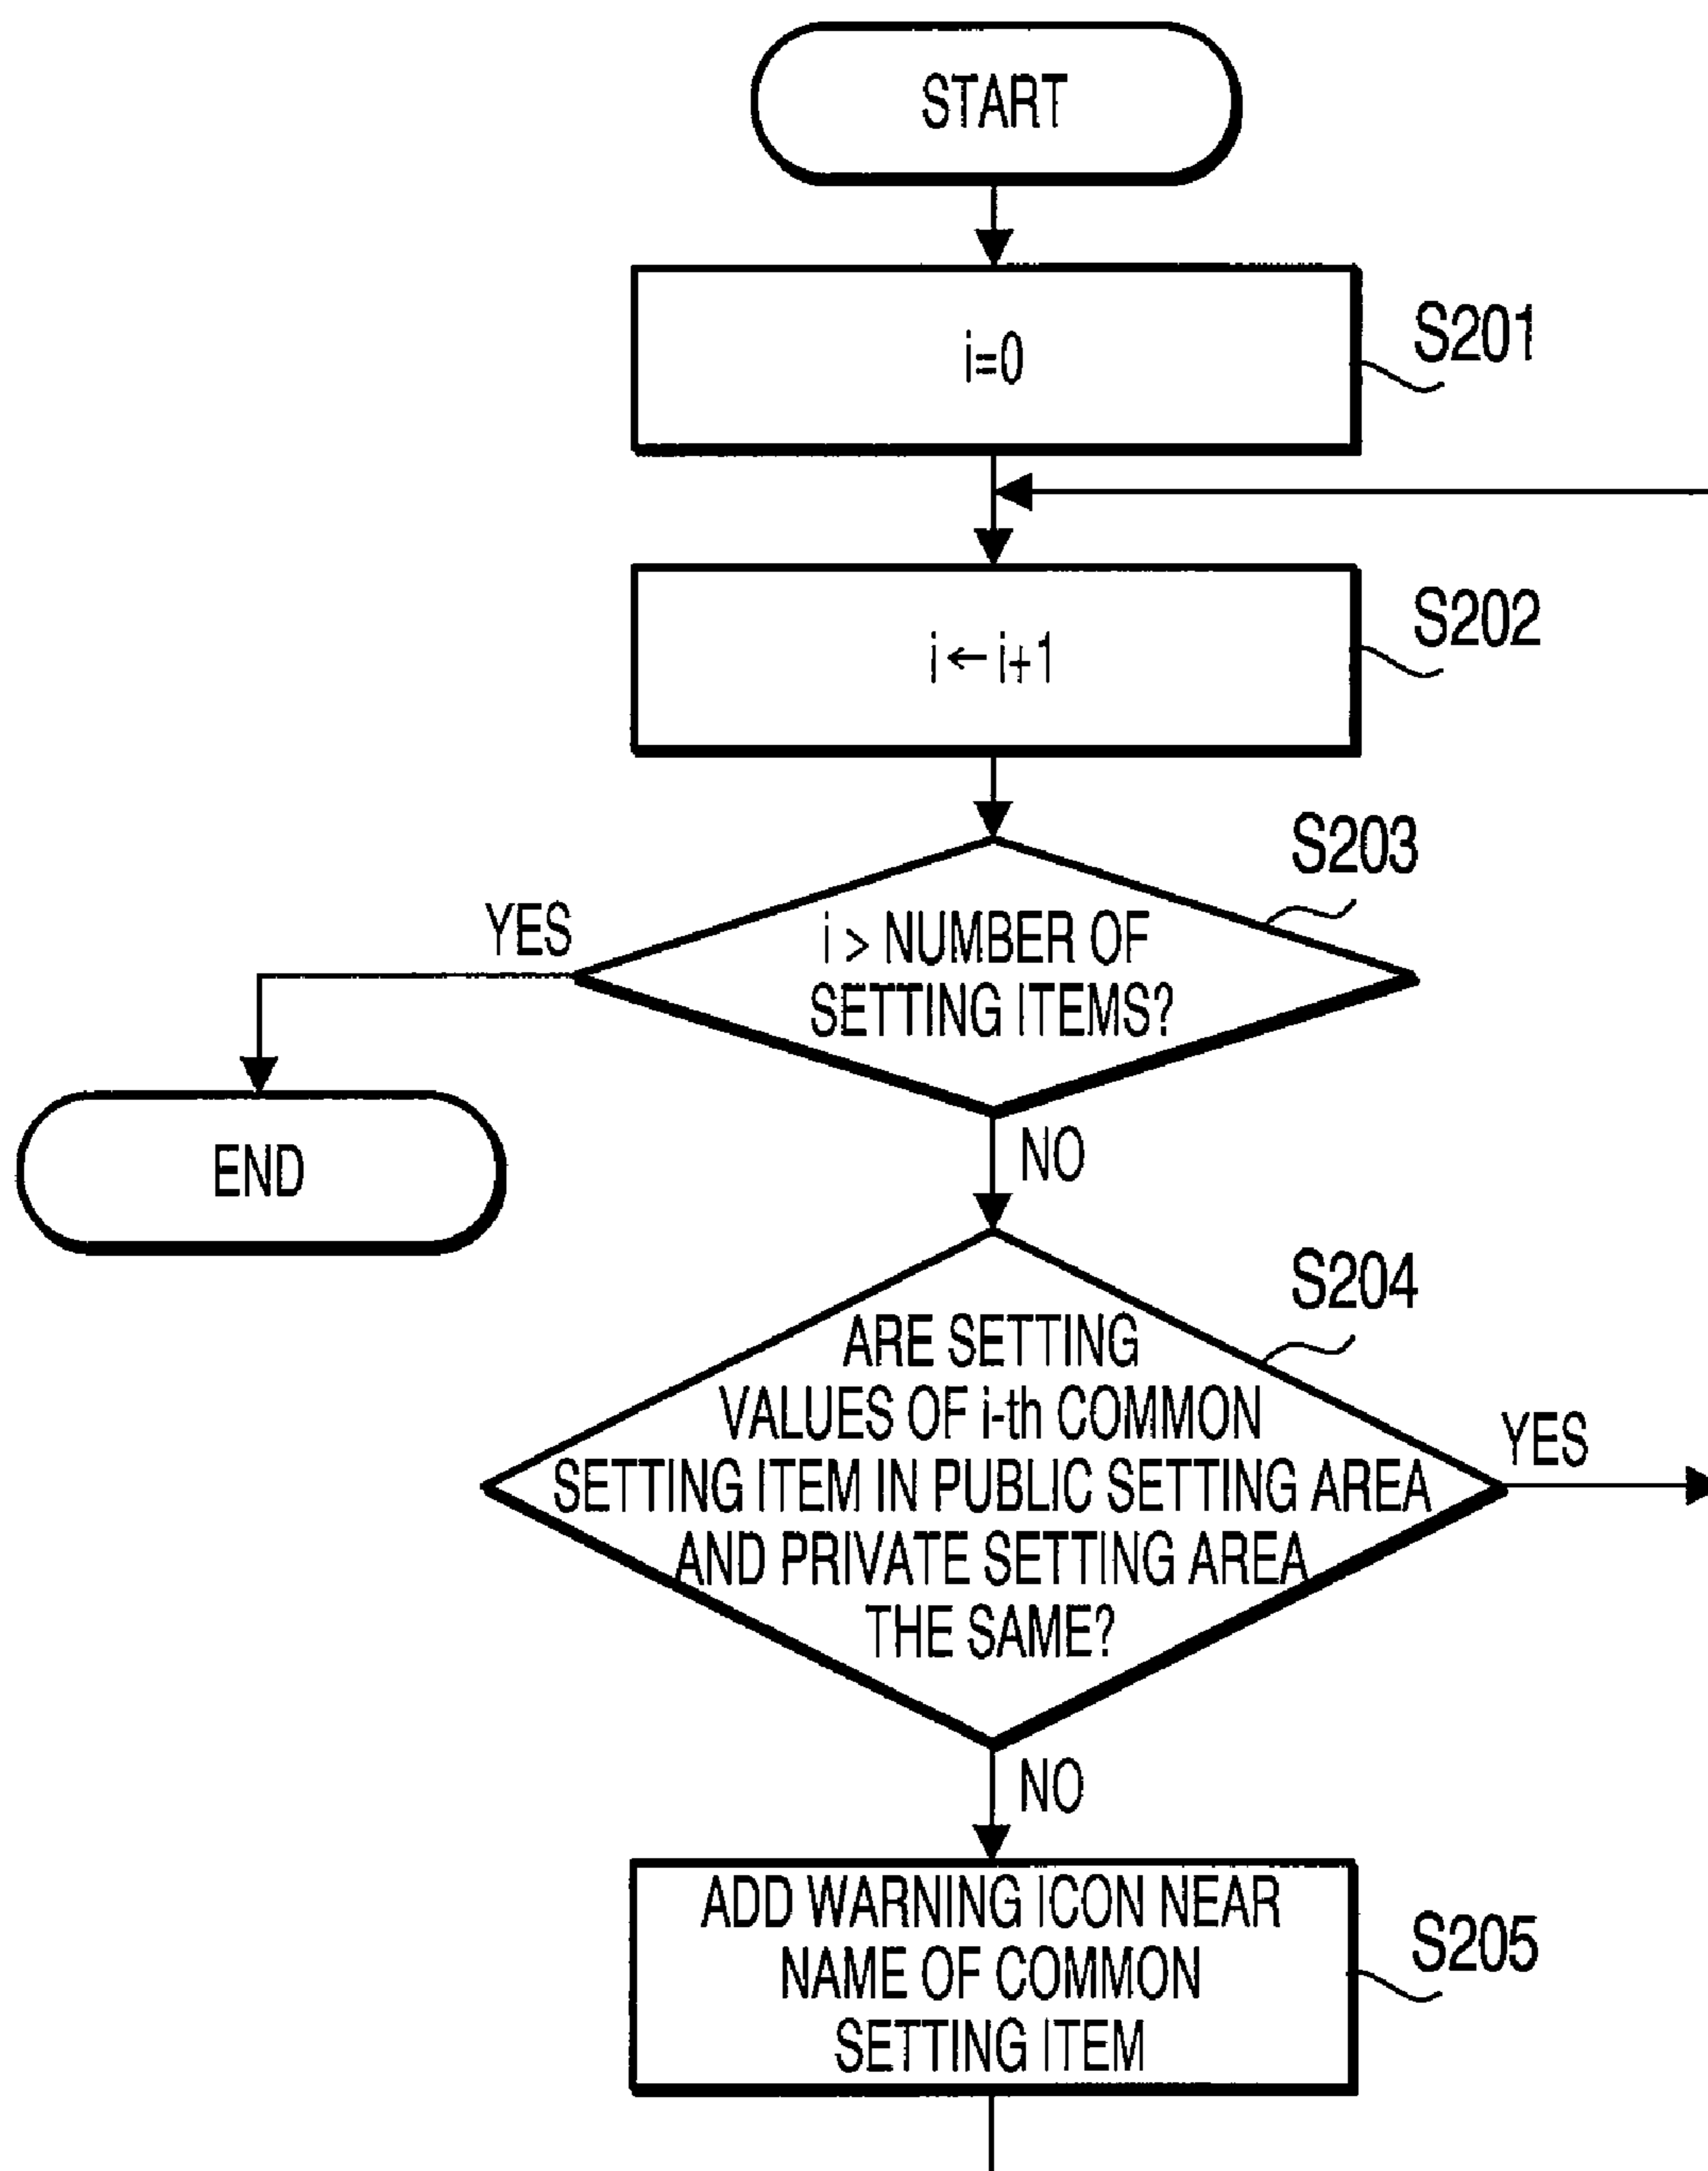 START
i=0
S201
i ← i+1
S202
S203
YES
i > NUMBER OF
SETTING ITEMS?
END
NO
S204
ARE SETTING
VALUES OF i-th COMMON
YES
SETTING ITEM IN PUBLIC SETTING AREA
AND PRIVATE SETTING AREA
THE SAME?
NO
ADD WARNING ICON NEAR
S205
NAME OF COMMON
SETTING ITEM